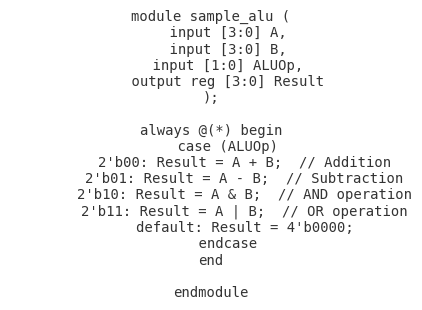 module sample_alu (
input [3:0] A,
input [3:0] B,
input [1:0] ALUOp,
output reg [3:0] Result
);
always @(*) begin
case (ALUOp)
2'b00: Result = A + B;  // Addition
2'b01: Result = A - B;  // Subtraction
2'b10: Result = A & B;  // AND operation
2'b11: Result = A | B;  // OR operation
default: Result = 4'b0000;
endcase
end
endmodule